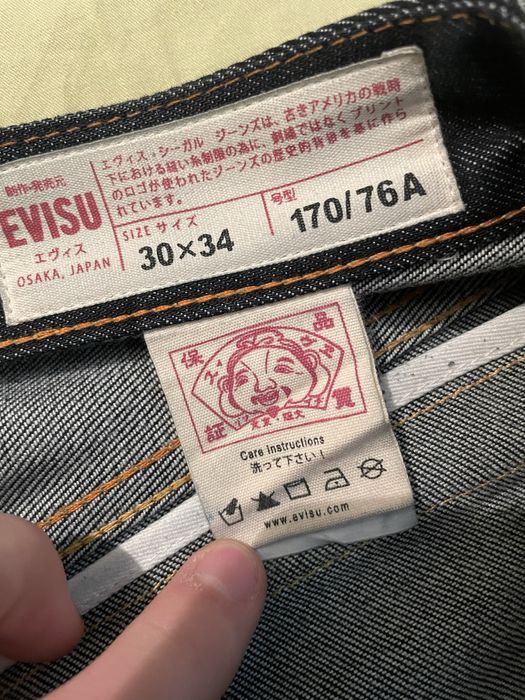 エヴィス・シーガル ジーンズは、古きアメリカの戦時
下における縫い糸制限の為に、刺繍ではなくプリント
のロゴが使われたジーンズの歴史的背景を基に作ら
れています。
製作・発売元
EVISU
エヴィス
OSAKA, JAPAN
SIZE サイズ
30×34
号型
170/76A
保 品
証 質
Care Instructions
洗って下さい!
www.evisu.com